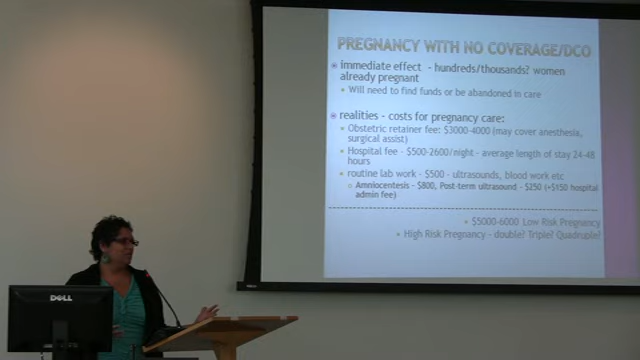 PREGNANCY WITH NO COVERAGE/DCO
immediate effect - hundreds/thousands? women
already pregnant
Will need to find funds or be abandoned in care
realities - costs for pregnancy care:
Obstetric retainer fee: $3000-4000 (may cover anesthesia,
surgical assist)
Hospital fee - $500-2600/night - average length of stay 24-48
hours
routine lab work - $500 - ultrasounds, blood work etc
Amniocentesis - $800, Post-term ultrasound - $250 (+$150 hospital
admin fee)
$5000-6000 Low Risk Pregnancy
High Risk Pregnancy - double? Triple? Quadruple!
DELL